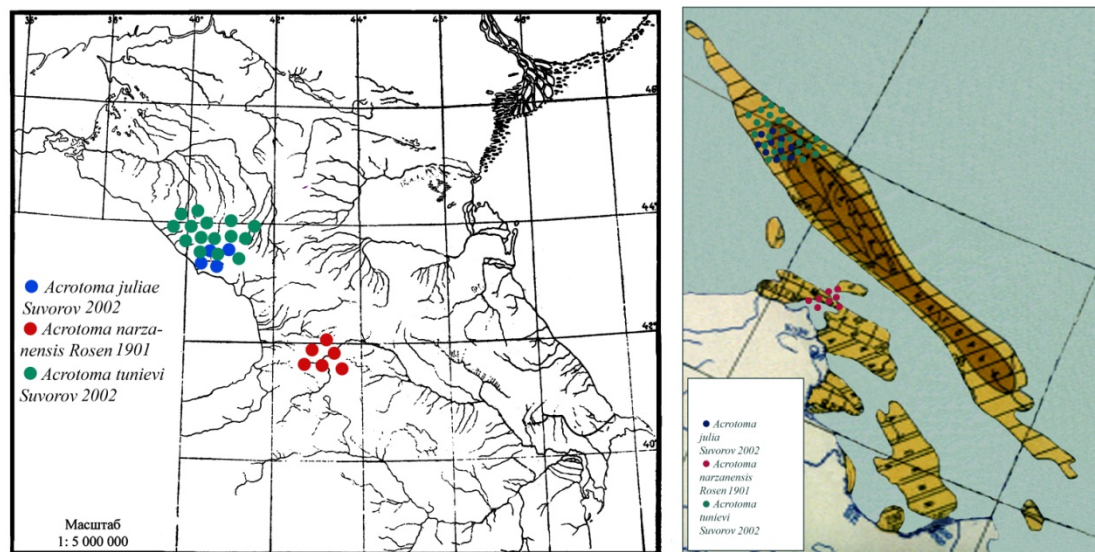 38
40
42
44
46
48
50
46
44
42
40
Acrotoma juliae
Suvorov 2002
Acrotoma narza-
nensis Rosen 1901
Acrotoma tunievi
Suvorov 2002
Масштаб
1: 5 000 000
Acrotoma
julia
Suvorov 2002
Acrotoma
narzanensis
Rosen 1901
Acrotoma
tunievi
Suvorov 2002